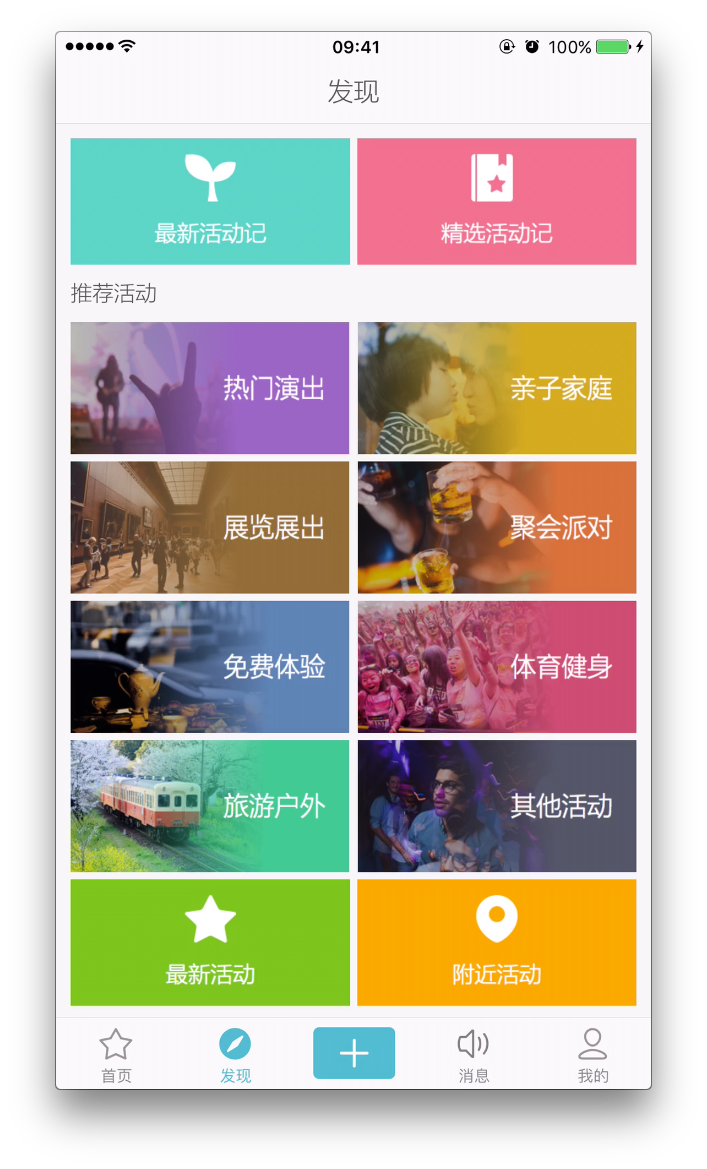 09:41
100%
发现
最新活动记
精选活动记
推荐活动
热门演出
亲子家庭
展览展出
聚会派对
免费体验
体育健身
旅游户外
其他活动
最新活动
附近活动
首页
发现
消息
我的